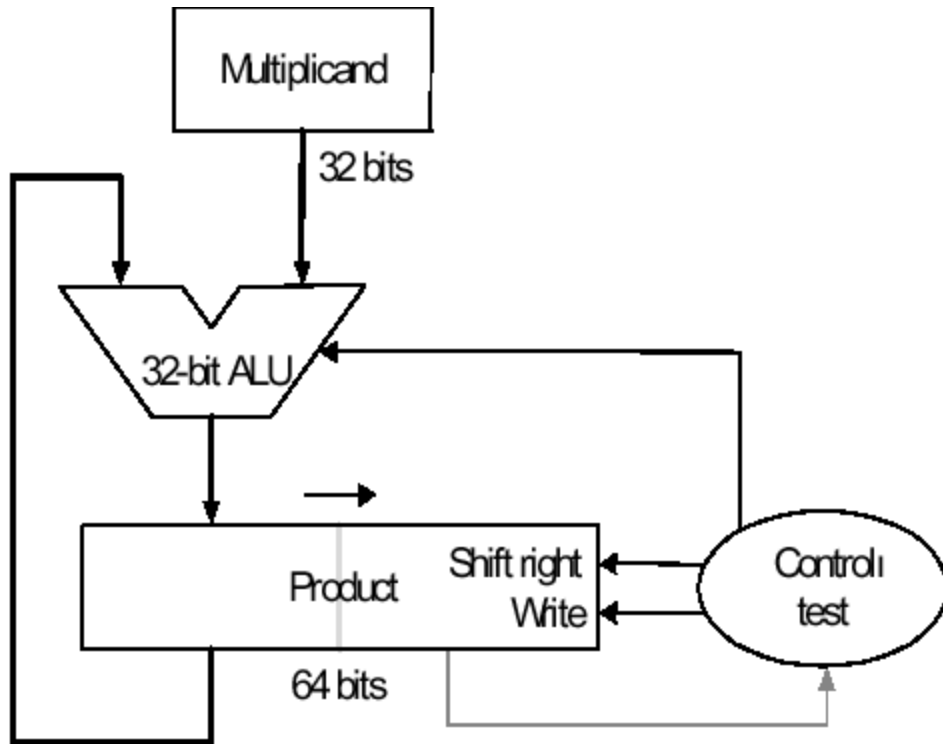 Multiplicand
32 bits
32-bit ALU
Shift right
Product
Write
64 bits
Control
test